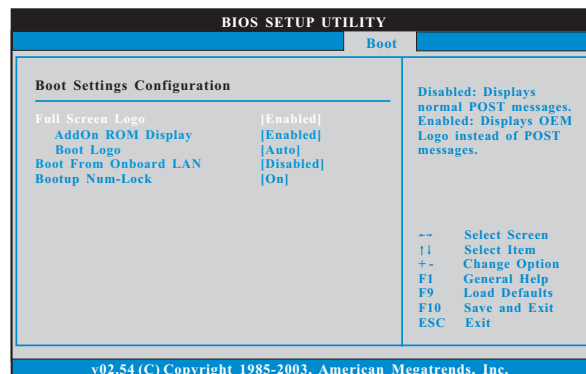 BIOS SETUP UTILITY
Boot
Boot Settings Configuration
Full Screen Logo [Enabled]
AddOn ROM Display [Enabled]
Boot Logo [Auto]
Boot From Onboard LAN [Disabled]
Bootup Num-Lock [On]
Disabled: Displays
normal POST messages.
Enabled: Displays OEM
Logo instead of POST
messages.
←→ Select Screen
↑↓ Select Item
+- Change Option
F1 General Help
F9 Load Defaults
F10 Save and Exit
ESC Exit
v02.54 (C) Copyright 1985-2003, American Megatrends, Inc.